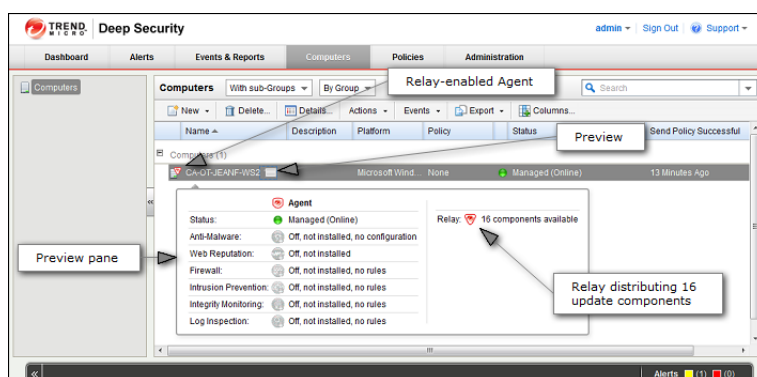 TREND MICRO Deep Security
admin Sign Out Support
Dashboard Alerts Events & Reports Computers Policies Administration
Computers
Computers With sub-Groups By Group Search
Relay-enabled Agent
New Delete... Details... Actions Events Export Columns...
Name Description Platform Policy Status Send Policy Successful
Preview
Computers (1)
CA-OT-JEANF-WS2 Microsoft Wind... None Managed (Online) 13 Minutes Ago
Agent
Status: Managed (Online)
Relay: 16 components available
Anti-Malware: Off, not installed, no configuration
Web Reputation: Off, not installed
Firewall: Off, not installed, no rules
Intrusion Prevention: Off, not installed, no rules
Integrity Monitoring: Off, not installed, no rules
Log Inspection: Off, not installed, no rules
Preview pane
Relay distributing 16
update components
Alerts (1) (0)